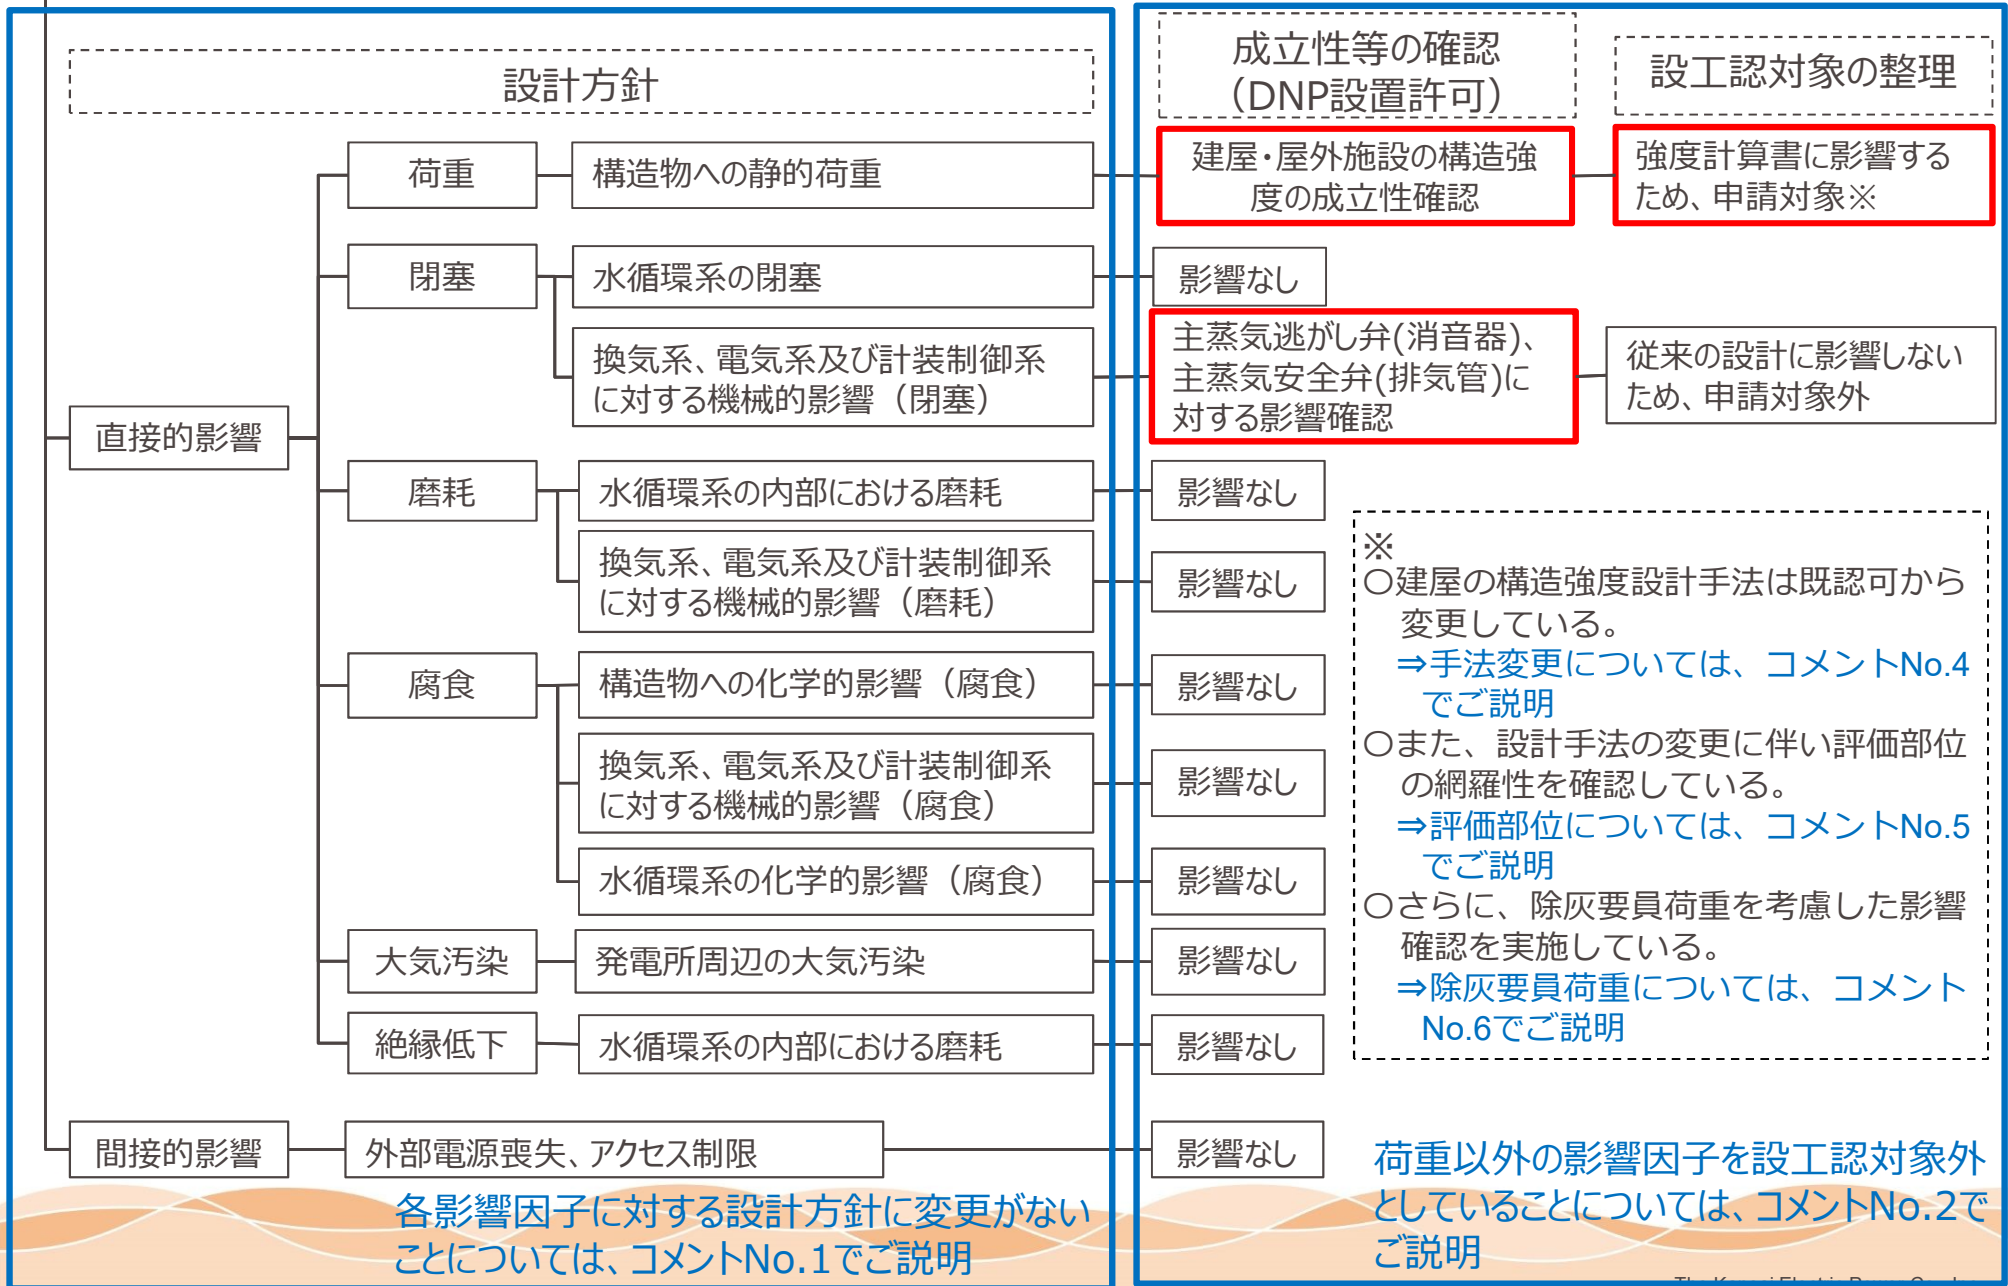 設計方針
成立性等の確認
（DNP設置許可）
設工認対象の整理
直接的影響
荷重
構造物への静的荷重
建屋・屋外施設の構造強
度の成立性確認
強度計算書に影響する
ため、申請対象※
閉塞
水循環系の閉塞
影響なし
換気系、電気系及び計装制御系
に対する機械的影響（閉塞）
主蒸気逃がし弁(消音器)、
主蒸気安全弁(排気管)に
対する影響確認
従来の設計に影響しない
ため、申請対象外
磨耗
水循環系の内部における磨耗
影響なし
換気系、電気系及び計装制御系
に対する機械的影響（磨耗）
影響なし
腐食
構造物への化学的影響（腐食）
影響なし
換気系、電気系及び計装制御系
に対する機械的影響（腐食）
影響なし
水循環系の化学的影響（腐食）
影響なし
大気汚染
発電所周辺の大気汚染
影響なし
絶縁低下
水循環系の内部における磨耗
影響なし
※
〇建屋の構造強度設計手法は既認可から
変更している。
⇒手法変更については、コメントNo.4
でご説明
〇また、設計手法の変更に伴い評価部位
の網羅性を確認している。
⇒評価部位については、コメントNo.5
でご説明
〇さらに、除灰要員荷重を考慮した影響
確認を実施している。
⇒除灰要員荷重については、コメント
No.6でご説明
間接的影響
外部電源喪失、アクセス制限
影響なし
各影響因子に対する設計方針に変更がない
ことについては、コメントNo.1でご説明
荷重以外の影響因子を設工認対象外
としていることについては、コメントNo.2で
ご説明